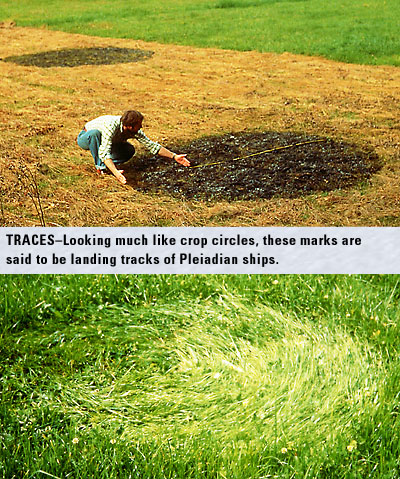 TRACES–Looking much like crop circles, these marks are
said to be landing tracks of Pleiadian ships.